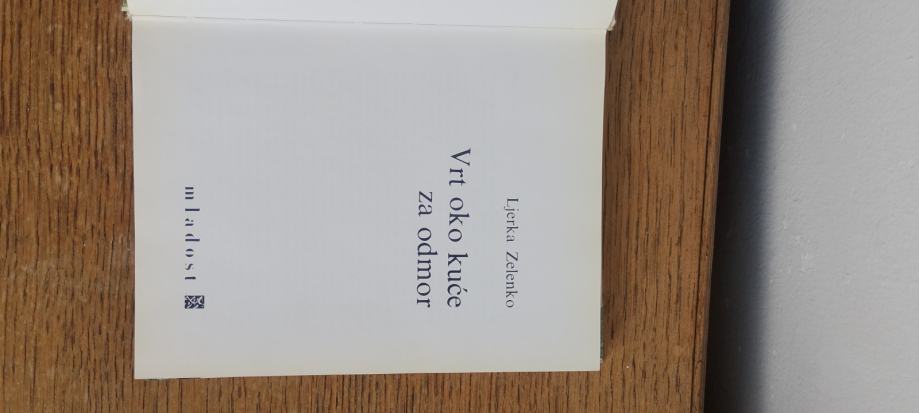 Ljerka Zelenko
Vrt oko kuće
za odmor
mladost